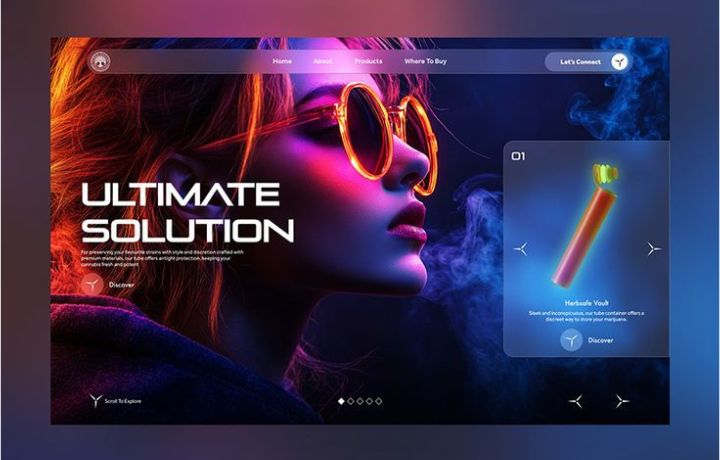 Home
About
Products
Where To Buy
Let's Connect
01
ULTIMATE
SOLUTION
For preserving your favourite strains with style and discretion crafted with
premium materials, our tube offers airtight protection, keeping your
cannabis fresh and potent
Discover
Herbsafe Vault
Sleek and inconspicuous, our tube container offers a
discreet way to store your marijuana.
Discover
Scroll To Explore